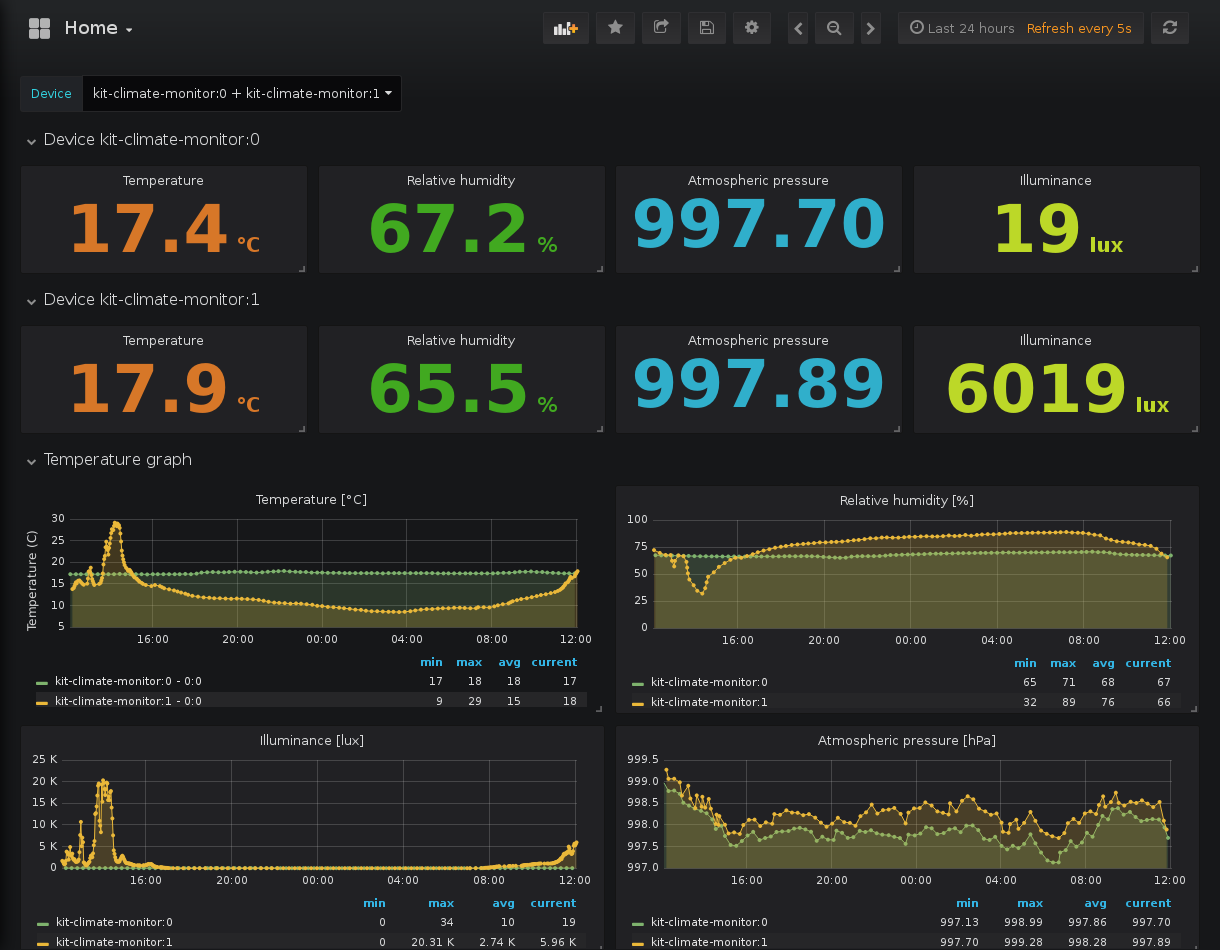 Home
Last 24 hours Refresh every 5s
Device kit-climate-monitor:0 + kit-climate-monitor:1
Device kit-climate-monitor:0
Temperature Relative humidity Atmospheric pressure Illuminance
17.4 °C 67.2 % 997.70 19 lux
Device kit-climate-monitor:1
Temperature Relative humidity Atmospheric pressure Illuminance
17.9 °C 65.5 % 997.89 6019 lux
Temperature graph
Temperature [°C]
Temperature (C)
30
25
20
15
10
5
16:00 20:00 00:00 04:00 08:00 12:00
min max avg current
kit-climate-monitor:0 - 0:0 17 18 18 17
kit-climate-monitor:1 - 0:0 9 29 15 18
Relative humidity [%]
100
75
50
25
0
16:00 20:00 00:00 04:00 08:00 12:00
min max avg current
kit-climate-monitor:0 65 71 68 67
kit-climate-monitor:1 32 89 76 66
Illuminance [lux]
25 K
20 K
15 K
10 K
5 K
0
16:00 20:00 00:00 04:00 08:00 12:00
min max avg current
kit-climate-monitor:0 0 34 10 19
kit-climate-monitor:1 0 20.31 K 2.74 K 5.96 K
Atmospheric pressure [hPa]
999.5
999.0
998.5
998.0
997.5
997.0
16:00 20:00 00:00 04:00 08:00 12:00
min max avg current
kit-climate-monitor:0 997.13 998.99 997.86 997.70
kit-climate-monitor:1 997.70 999.28 998.28 997.89